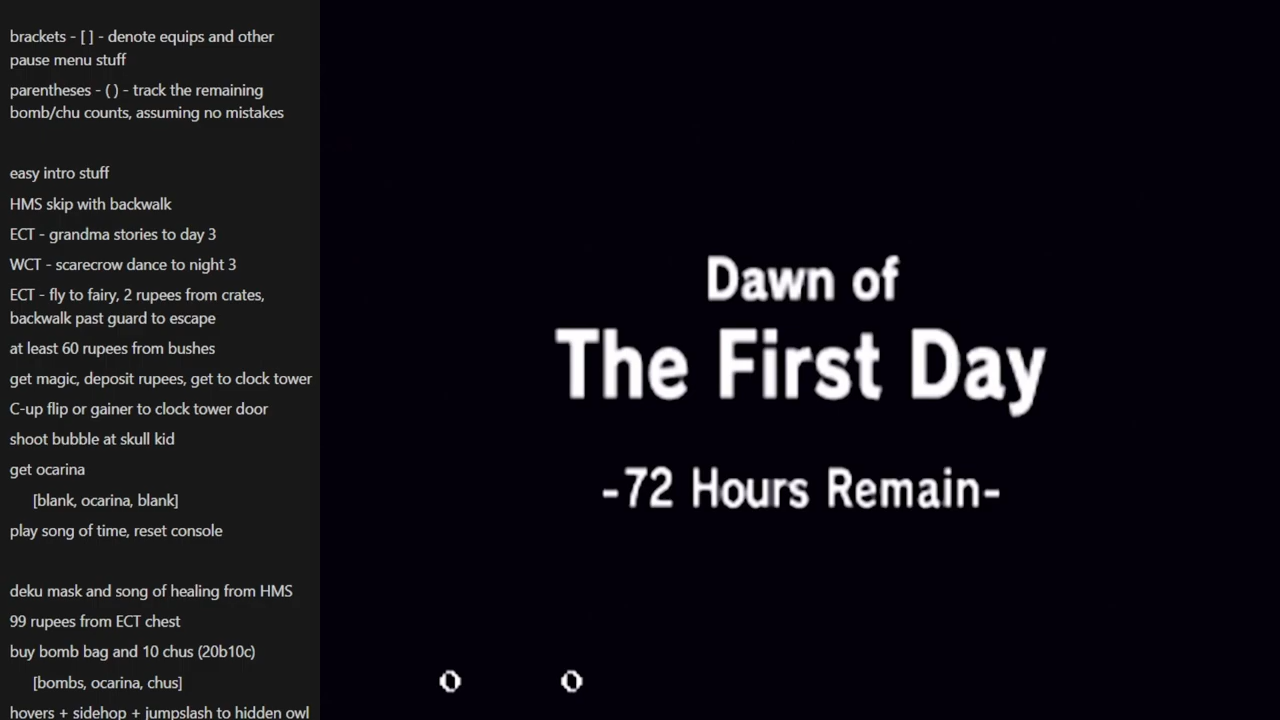 brackets - [ ] - denote equips and other
pause menu stuff
parentheses - ( ) - track the remaining
bomb/chu counts, assuming no mistakes
easy intro stuff
HMS skip with backwalk
ECT - grandma stories to day 3
WCT - scarecrow dance to night 3
ECT - fly to fairy, 2 rupees from crates,
backwalk past guard to escape
at least 60 rupees from bushes
get magic, deposit rupees, get to clock tower
C-up flip or gainer to clock tower door
shoot bubble at skull kid
get ocarina
[blank, ocarina, blank]
play song of time, reset console
deku mask and song of healing from HMS
99 rupees from ECT chest
buy bomb bag and 10 chus (20b10c)
[bombs, ocarina, chus]
hovers + sidehop + jumpslash to hidden owl
Dawn of
The First Day
-72 Hours Remain-
0 0